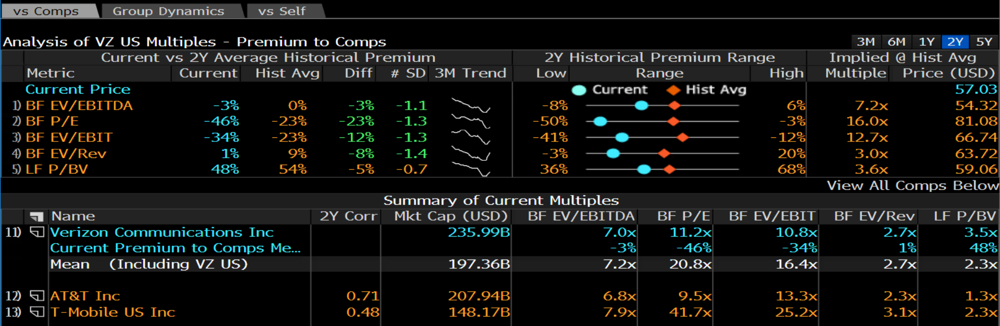 vs Comps Group Dynamics vs Self
Analysis of VZ US Multiples - Premium to Comps 3M 6M 1Y 2Y 5Y
Current vs 2Y Average Historical Premium 2Y Historical Premium Range Implied @ Hist Avg
Metric Current Hist Avg Diff # SD 3M Trend Low Range High Multiple Price (USD)
Current Price Current Hist Avg 57.03
1) BF EV/EBITDA -3% 0% -3% -1.1 -8% 6% 7.2x 54.32
2) BF P/E -46% -23% -23% -1.3 -50% -3% 16.0x 81.08
3) BF EV/EBIT -34% -23% -12% -1.3 -41% -12% 12.7x 66.74
4) BF EV/Rev 1% 9% -8% -1.4 -3% 20% 3.0x 63.72
5) LF P/BV 48% 54% -5% -0.7 36% 68% 3.6x 59.06
View All Comps Below
Summary of Current Multiples
Name 2Y Corr Mkt Cap (USD) BF EV/EBITDA BF P/E BF EV/EBIT BF EV/Rev LF P/BV
11) Verizon Communications Inc 235.99B 7.0x 11.2x 10.8x 2.7x 3.5x
Current Premium to Comps Me... -3% -46% -34% 1% 48%
Mean (Including VZ US) 197.36B 7.2x 20.8x 16.4x 2.7x 2.3x
12) AT&T Inc 0.71 207.94B 6.8x 9.5x 13.3x 2.3x 1.3x
13) T-Mobile US Inc 0.48 148.17B 7.9x 41.7x 25.2x 3.1x 2.3x